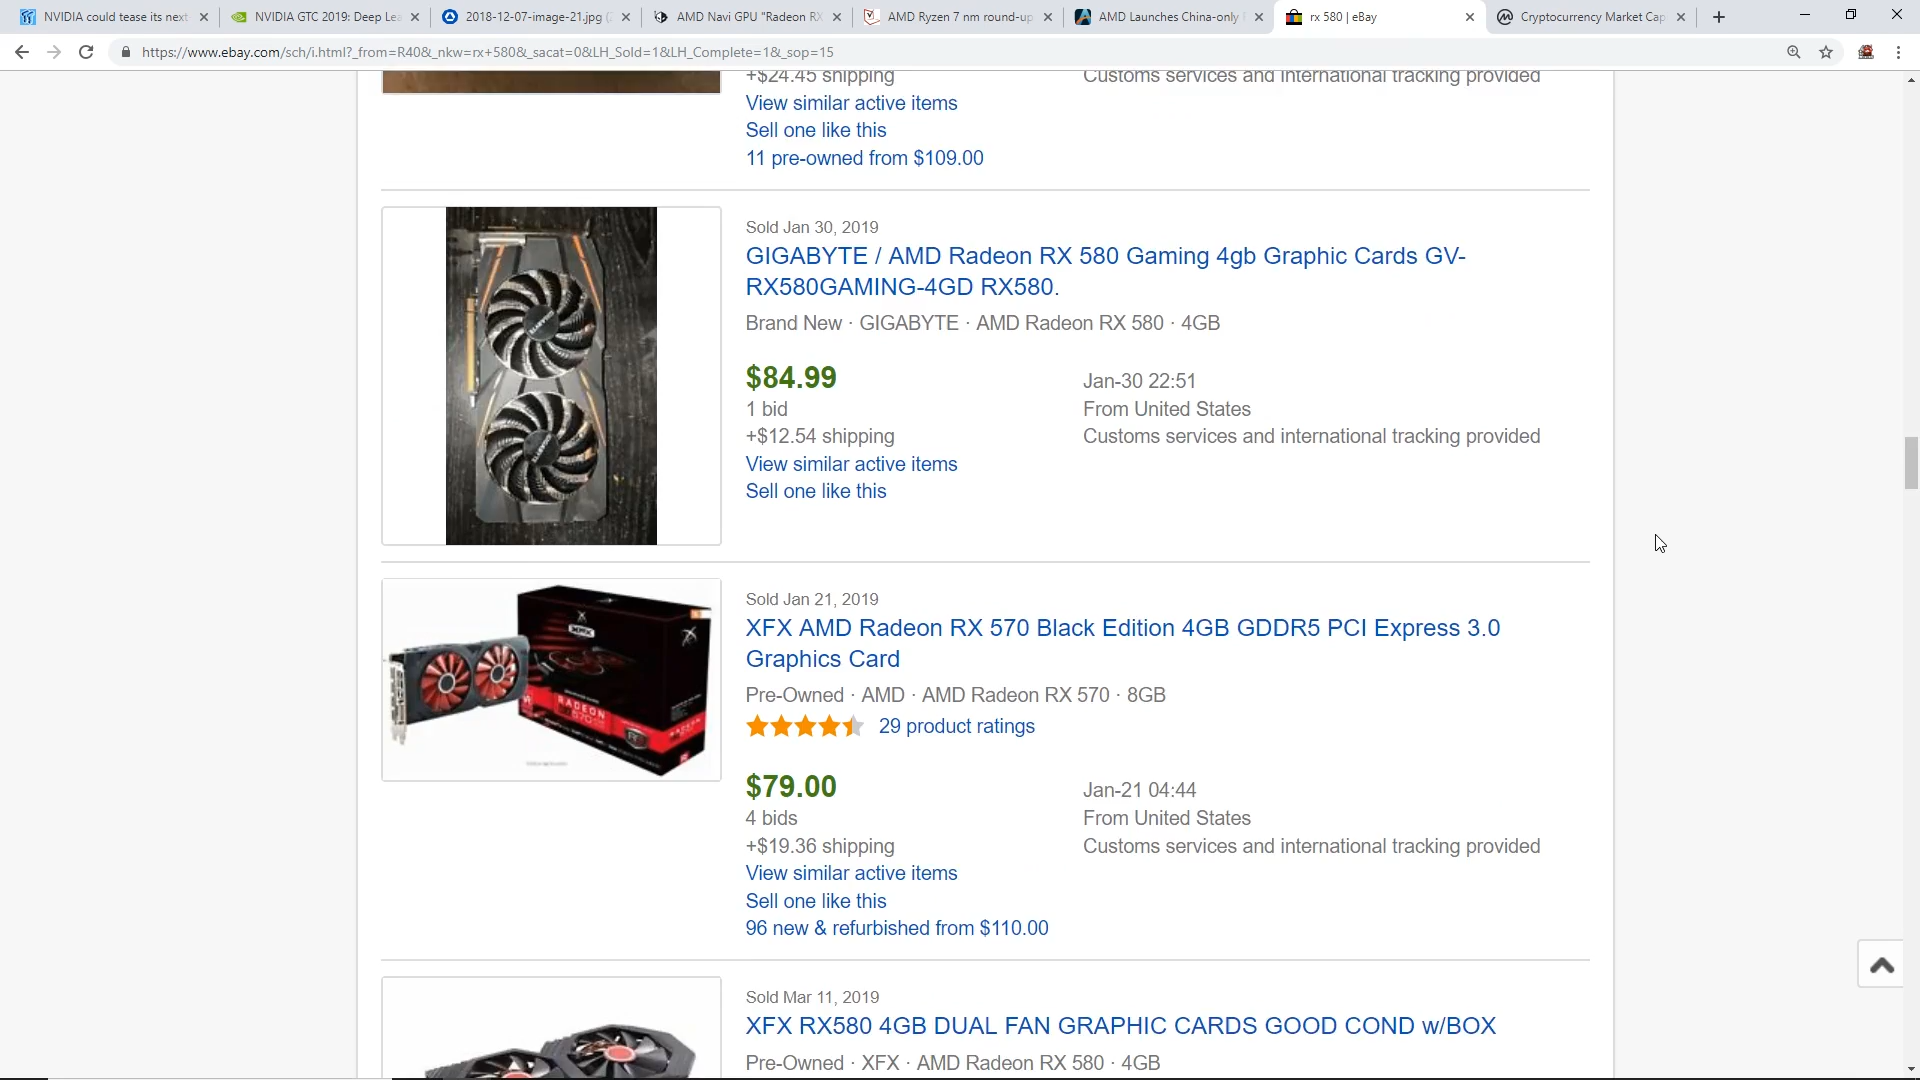 NVIDIA could tease its next
NVIDIA GTC 2019: Deep Lea
2018-12-07-image-21.jpg (
AMD Navi GPU "Radeon RX
AMD Ryzen 7 nm round-up
AMD Launches China-only
rx 580 | eBay
Cryptocurrency Market Cap
https://www.ebay.com/sch/i.html?_from=R40&_nkw=rx+580&_sacat=0&LH_Sold=1&LH_Complete=1&_sop=15
+$24.45 shipping
Customs services and international tracking provided
View similar active items
Sell one like this
11 pre-owned from $109.00
Sold Jan 30, 2019
GIGABYTE / AMD Radeon RX 580 Gaming 4gb Graphic Cards GV-
RX580GAMING-4GD RX580.
Brand New · GIGABYTE · AMD Radeon RX 580 · 4GB
$84.99
Jan-30 22:51
1 bid
From United States
+$12.54 shipping
Customs services and international tracking provided
View similar active items
Sell one like this
Sold Jan 21, 2019
XFX AMD Radeon RX 570 Black Edition 4GB GDDR5 PCI Express 3.0
Graphics Card
Pre-Owned · AMD · AMD Radeon RX 570 · 8GB
29 product ratings
XFX
RADEON
570
$79.00
Jan-21 04:44
4 bids
From United States
+$19.36 shipping
Customs services and international tracking provided
View similar active items
Sell one like this
96 new & refurbished from $110.00
Sold Mar 11, 2019
XFX RX580 4GB DUAL FAN GRAPHIC CARDS GOOD COND w/BOX
Pre-Owned · XFX · AMD Radeon RX 580 · 4GB